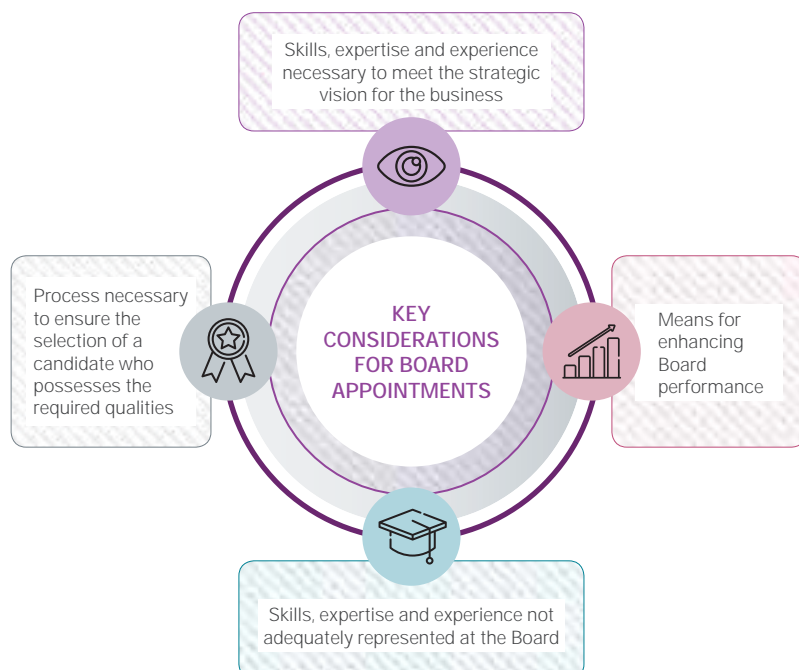 Skills, expertise and experience
necessary to meet the strategic
vision for the business
Process necessary
to ensure the
selection of a
candidate who
possesses the
required qualities
KEY
CONSIDERATIONS
FOR BOARD
APPOINTMENTS
Means for
enhancing
Board
performance
Skills, expertise and experience not
adequately represented at the Board